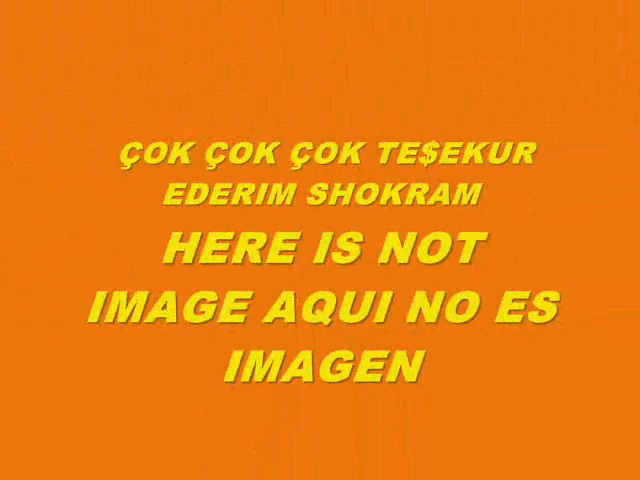 ÇOK ÇOK ÇOK TE$EKUR
EDERIM SHOKRAM
HERE IS NOT
IMAGE AQUI NO ES
IMAGEN